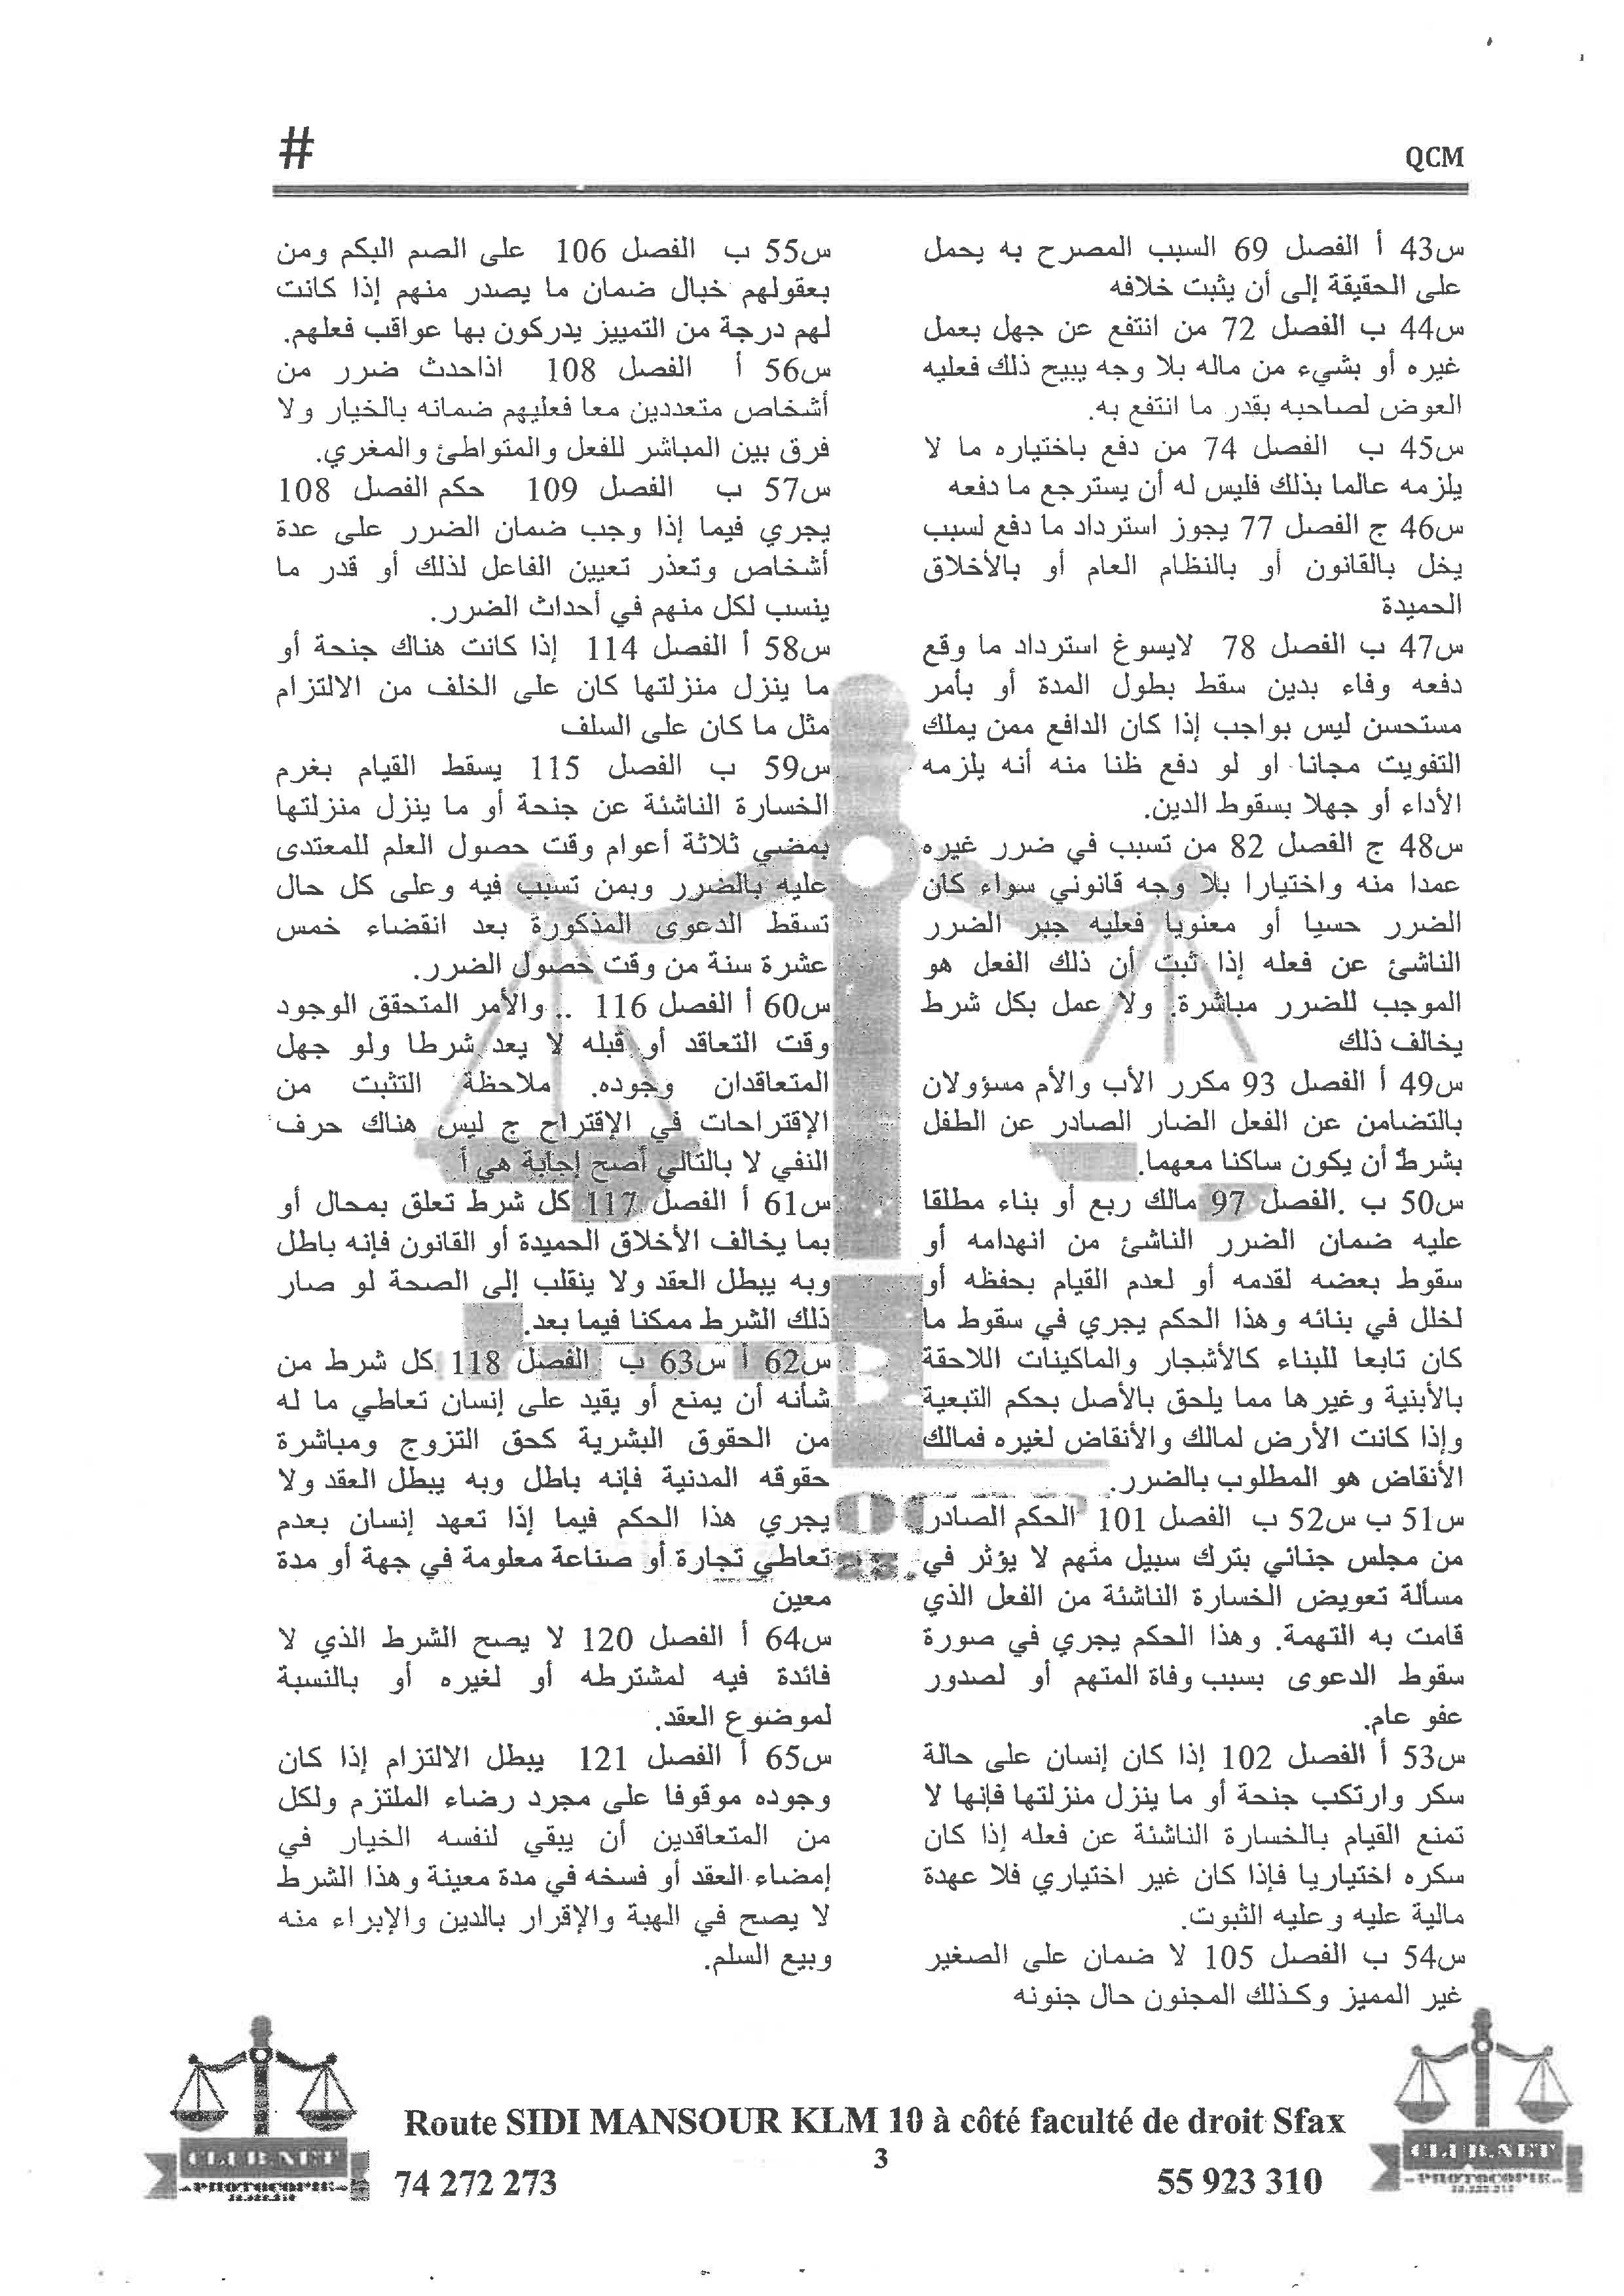 #
QCM
س43 أ الفصل 69 السبب المصرح به يحمل
على الحقيقة إلى أن يثبت خلافه
س44 ب الفصل 72 من انتفع عن جهل بعمل
غيره أو بشيء من ماله بلا وجه يبيح ذلك فعليه
العوض لصاحبه بقدر ما انتفع به.
س45 ب الفصل 74 من دفع باختياره ما لا
يلزمه عالما بذلك فليس له أن يسترجع ما دفعه
س46 ج الفصل 77 يجوز استرداد ما دفع لسبب
يخل بالقانون أو بالنظام العام أو بالأخلاق
الحميدة
س47 ب الفصل 78 لايسوغ استرداد ما وقع
دفعه وفاء بدين سقط بطول المدة أو بأمر
مستحسن ليس بواجب إذا كان الدافع ممن يملك
التفويت مجانا او لو دفع ظنا منه أنه يلزمه
الأداء أو جهلا بسقوط الدين.
س48 ج الفصل 82 من تسبب في ضرر غيره
عمدا منه واختيارا بلا وجه قانوني سواء كان
الضرر حسيا أو معنويا فعليه جبر الضرر
الناشئ عن فعله إذا ثبت أن ذلك الفعل هو
الموجب للضرر مباشرة. ولا عمل بكل شرط
يخالف ذلك
س49 أ الفصل 93 مكرر الأب والأم مسؤولان
بالتضامن عن الفعل الضار الصادر عن الطفل
بشرط أن يكون ساكنا معهما.
س50 ب .الفصل 97 مالك ربع أو بناء مطلقا
عليه ضمان الضرر الناشئ من انهدامه أو
سقوط بعضه لقدمه أو لعدم القيام بحفظه أو
لخلل في بنائه وهذا الحكم يجري في سقوط ما
كان تابعا للبناء كالأشجار والماكينات اللاحقة
بالأبنية وغيرها مما يلحق بالأصل بحكم التبعية
وإذا كانت الأرض لمالك والأنقاض لغيره فمالك
الأنقاض هو المطلوب بالضرر.
س51 ب س52 ب الفصل 101 الحكم الصادر
من مجلس جنائي بترك سبيل متهم لا يؤثر في
مسألة تعويض الخسارة الناشئة من الفعل الذي
قامت به التهمة. وهذا الحكم يجري في صورة
سقوط الدعوى بسبب وفاة المتهم أو لصدور
عفو عام.
س53 أ الفصل 102 إذا كان إنسان على حالة
سكر وارتكب جنحة أو ما ينزل منزلتها فإنها لا
تمنع القيام بالخسارة الناشئة عن فعله إذا كان
سكره اختياريا فإذا كان غير اختياري فلا عهدة
مالية عليه وعليه الثبوت.
س54 ب الفصل 105 لا ضمان على الصغير
غير المميز وكذلك المجنون حال جنونه
س55 ب الفصل 106 على الصم البكم ومن
بعقولهم خبال ضمان ما يصدر منهم إذا كانت
لهم درجة من التمييز يدركون بها عواقب فعلهم.
س56 أ الفصل 108 اذاحدث ضرر من
أشخاص متعددين معا فعليهم ضمانه بالخيار ولا
فرق بين المباشر للفعل والمتواطئ والمغري.
س57 ب الفصل 109 حكم الفصل 108
يجري فيما إذا وجب ضمان الضرر على عدة
أشخاص وتعذر تعيين الفاعل لذلك أو قدر ما
ينسب لكل منهم في أحداث الضرر.
س58 أ الفصل 114 إذا كانت هناك جنحة أو
ما ينزل منزلتها كان على الخلف من الالتزام
مثل ما كان على السلف
س59 ب الفصل 115 يسقط القيام بغرم
الخسارة الناشئة عن جنحة أو ما ينزل منزلتها
بمضي ثلاثة أعوام وقت حصول العلم للمعتدى
عليه بالضرر وبمن تسبب فيه وعلى كل حال
تسقط الدعوى المذكورة بعد انقضاء خمس
عشرة سنة من وقت حصول الضرر.
س60 أ الفصل 116 .. والأمر المتحقق الوجود
وقت التعاقد أو قبله لا يعد شرطا ولو جهل
المتعاقدان وجوده. ملاحظة التثبت من
الإقتراحات في الإقتراح ج ليس هناك حرف
النفي لا بالتالي أصح إجابة هي أ
س61 أ الفصل 117 كل شرط تعلق بمحال أو
بما يخالف الأخلاق الحميدة أو القانون فإنه باطل
وبه يبطل العقد ولا ينقلب إلى الصحة لو صار
ذلك الشرط ممكنا فيما بعد.
س62 أ س63 ب الفصل 118 كل شرط من
شأنه أن يمنع أو يقيد على إنسان تعاطي ما له
من الحقوق البشرية كحق التزوج ومباشرة
حقوقه المدنية فإنه باطل وبه يبطل العقد ولا
يجري هذا الحكم فيما إذا تعهد إنسان بعدم
تعاطي تجارة أو صناعة معلومة في جهة أو مدة
معين
س64 أ الفصل 120 لا يصح الشرط الذي لا
فائدة فيه لمشترطه أو لغيره أو بالنسبة
لموضوع العقد.
س65 أ الفصل 121 يبطل الالتزام إذا كان
وجوده موقوفا على مجرد رضاء الملتزم ولكل
من المتعاقدين أن يبقي لنفسه الخيار في
إمضاء العقد أو فسخه في مدة معينة وهذا الشرط
لا يصح في الهبة والإقرار بالدين والإبراء منه
وبيع السلم.
Route SIDI MANSOUR KLM 10 à côté faculté de droit Sfax
3
74 272 273
55 923 310
CLUB.NET
PHOTOCOPIE
CLUB.NET
PHOTOCOPIE